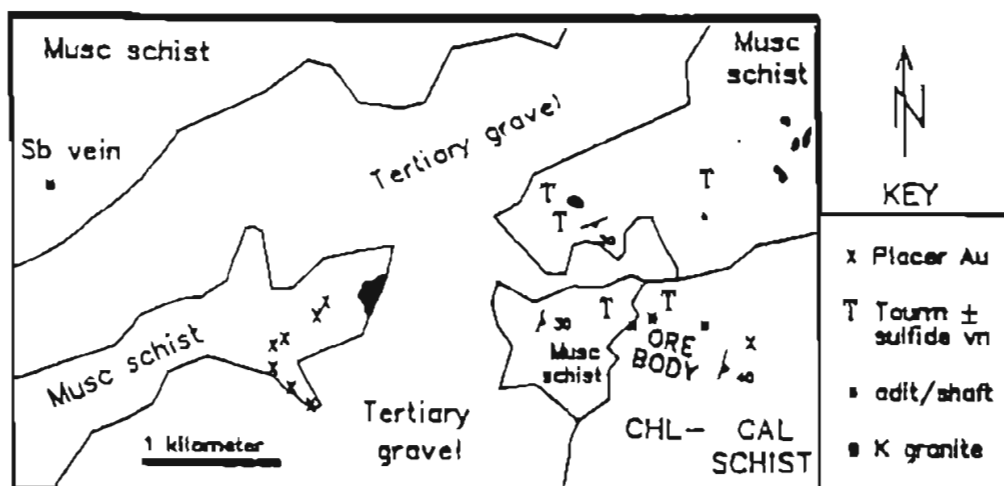 Musc schist
Musc
schist
Sb vein
Tertiary gravel
T
T
T
30
Musc schist
T
T
30
ORE
BODY
Musc
schist
40
Tertiary
gravel
CHL- CAL
SCHIST
1 kilometer
N
KEY
x Placer Au
T Tourm ±
sulfide vn
adit/shaft
K granite